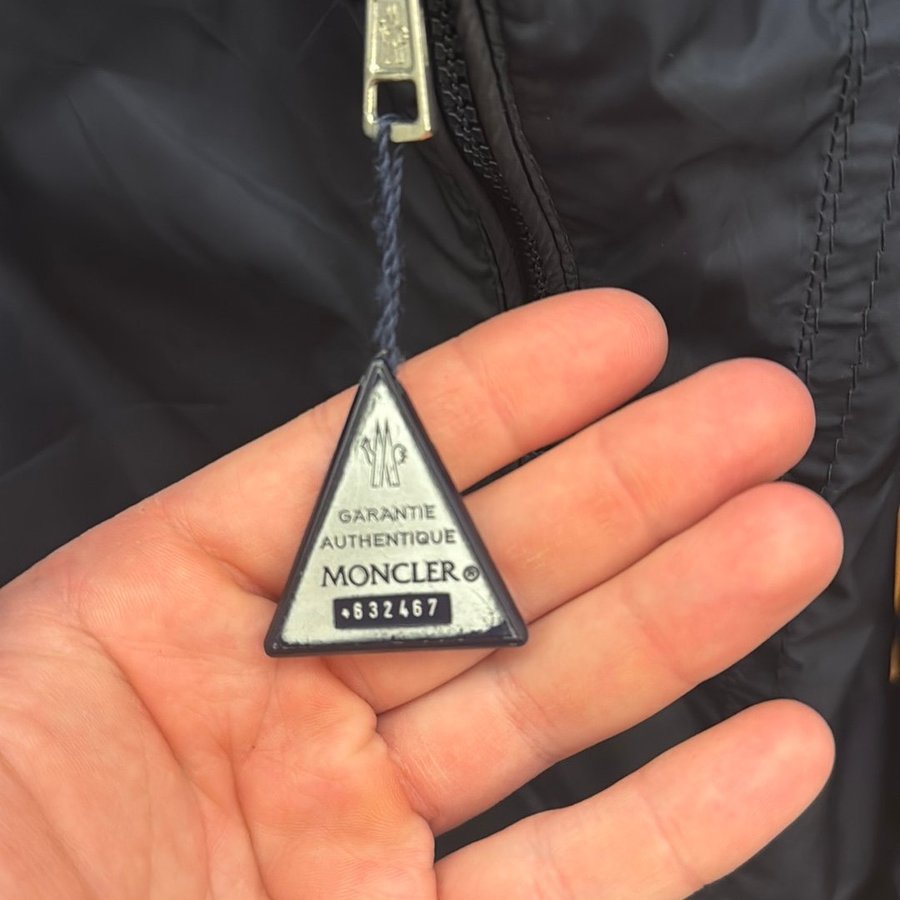 GARANTIE
AUTHENTIQUE
MONCLER®
*632467